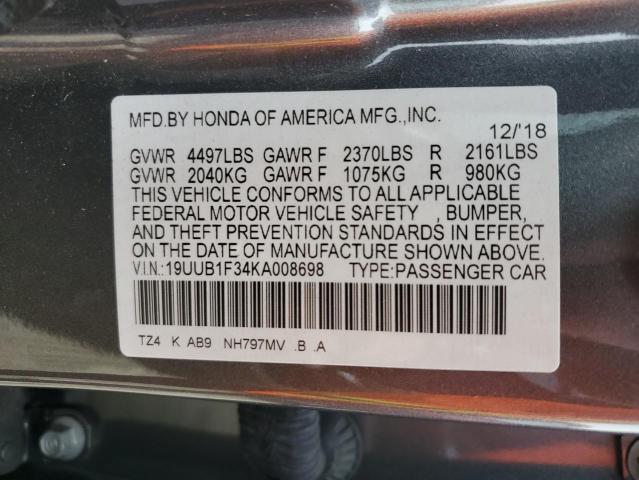 MFD.BY HONDA OF AMERICA MFG.,INC.
12/'18
GVWR 4497LBS GAWR F 2370LBS R 2161LBS
GVWR 2040KG GAWR F 1075KG R 980KG
THIS VEHICLE CONFORMS TO ALL APPLICABLE
FEDERAL MOTOR VEHICLE SAFETY , BUMPER,
AND THEFT PREVENTION STANDARDS IN EFFECT
ON THE DATE OF MANUFACTURE SHOWN ABOVE.
V.I.N.:19UUB1F34KA008698 TYPE:PASSENGER CAR
TZ4 K AB9 NH797MV .B .A